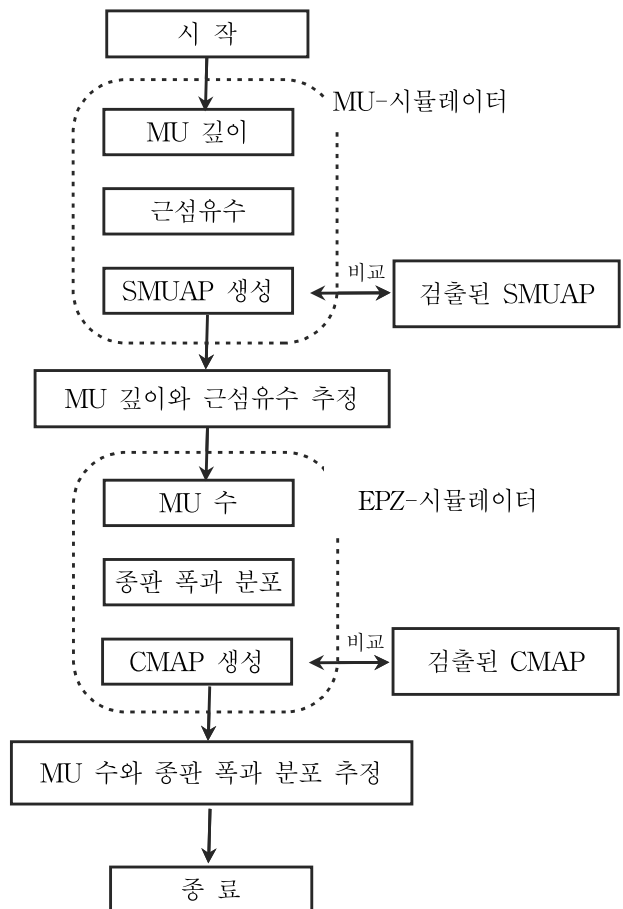 시 작
MU-시뮬레이터
MU 깊이
근섬유수
비교
SMUAP 생성
검출된 SMUAP
MU 깊이와 근섬유수 추정
MU 수
EPZ-시뮬레이터
종판 폭과 분포
비교
CMAP 생성
검출된 CMAP
MU 수와 종판 폭과 분포 추정
종 료